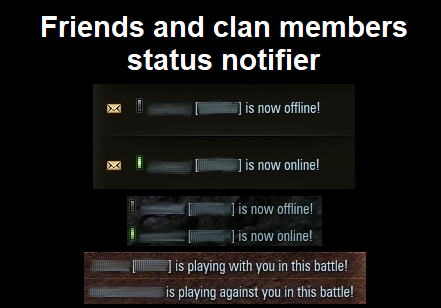 Friends and clan members
status notifier
[ ] is now offline!
[ ] is now online!
[ ] is now offline!
[ ] is now online!
[ ] is playing with you in this battle!
is playing against you in this battle!